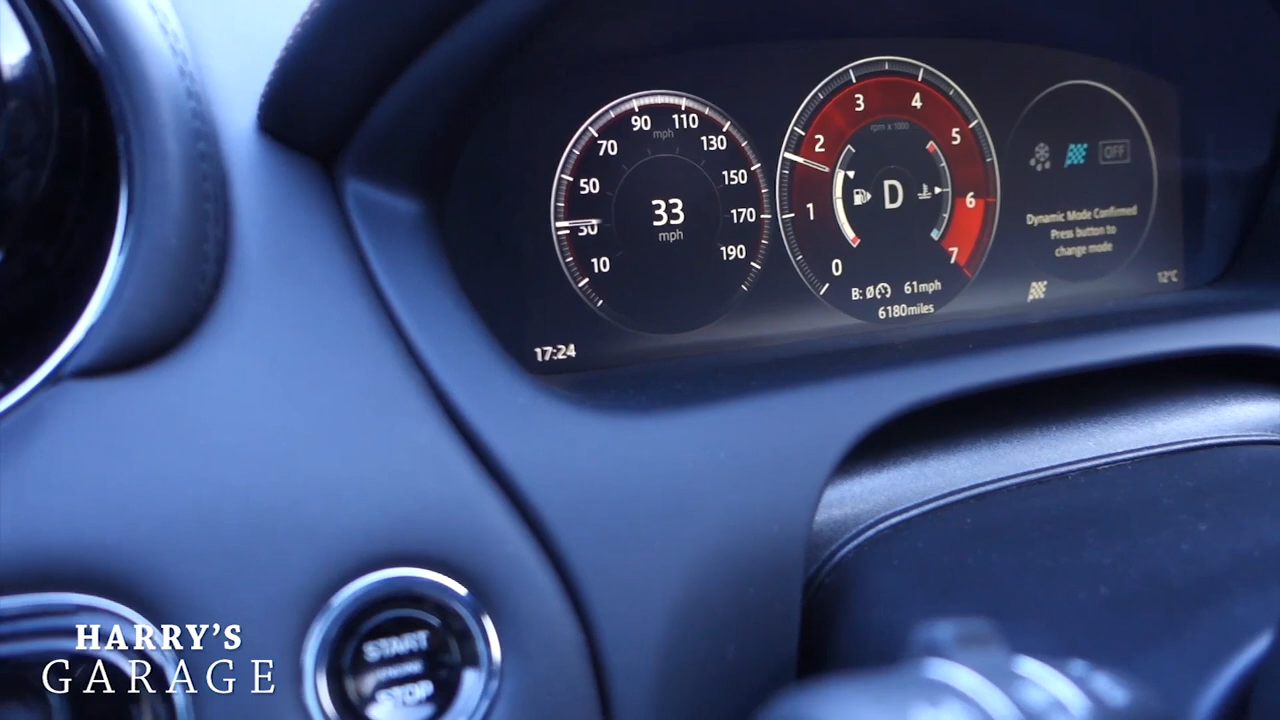 90 110
mph
70 130
50 150
33
mph
30 170
10 190
17:24
3 4
rpm x 1000
2 5
D
1 6
0 7
B: Ø 61mph
6180miles
OFF
Dynamic Mode Confirmed
Press button to
change mode
12°C
START
STOP
HARRY'S
GARAGE